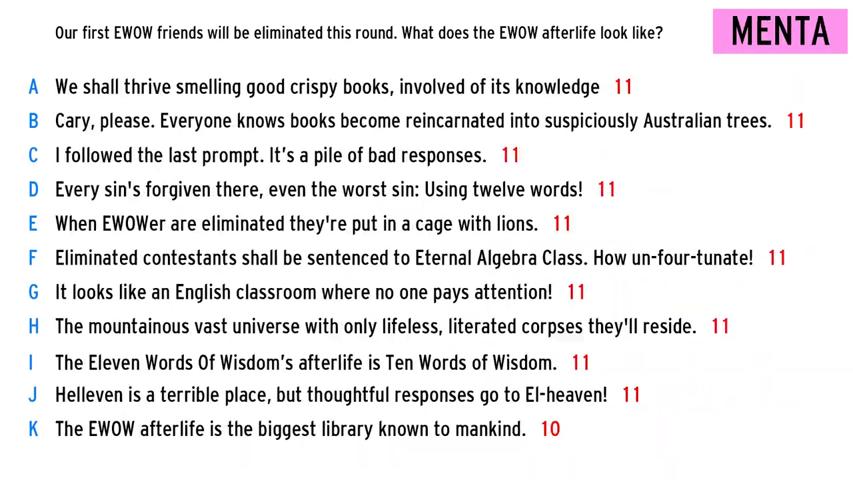 Our first EWOW friends will be eliminated this round. What does the EWOW afterlife look like?
MENTA
A We shall thrive smelling good crispy books, involved of its knowledge 11
B Cary, please. Everyone knows books become reincarnated into suspiciously Australian trees. 11
C I followed the last prompt. It's a pile of bad responses. 11
D Every sin's forgiven there, even the worst sin: Using twelve words! 11
E When EWOWer are eliminated they're put in a cage with lions. 11
F Eliminated contestants shall be sentenced to Eternal Algebra Class. How un-four-tunate! 11
G It looks like an English classroom where no one pays attention! 11
H The mountainous vast universe with only lifeless, literated corpses they'll reside. 11
I The Eleven Words Of Wisdom's afterlife is Ten Words of Wisdom. 11
J Helleven is a terrible place, but thoughtful responses go to El-heaven! 11
K The EWOW afterlife is the biggest library known to mankind. 10